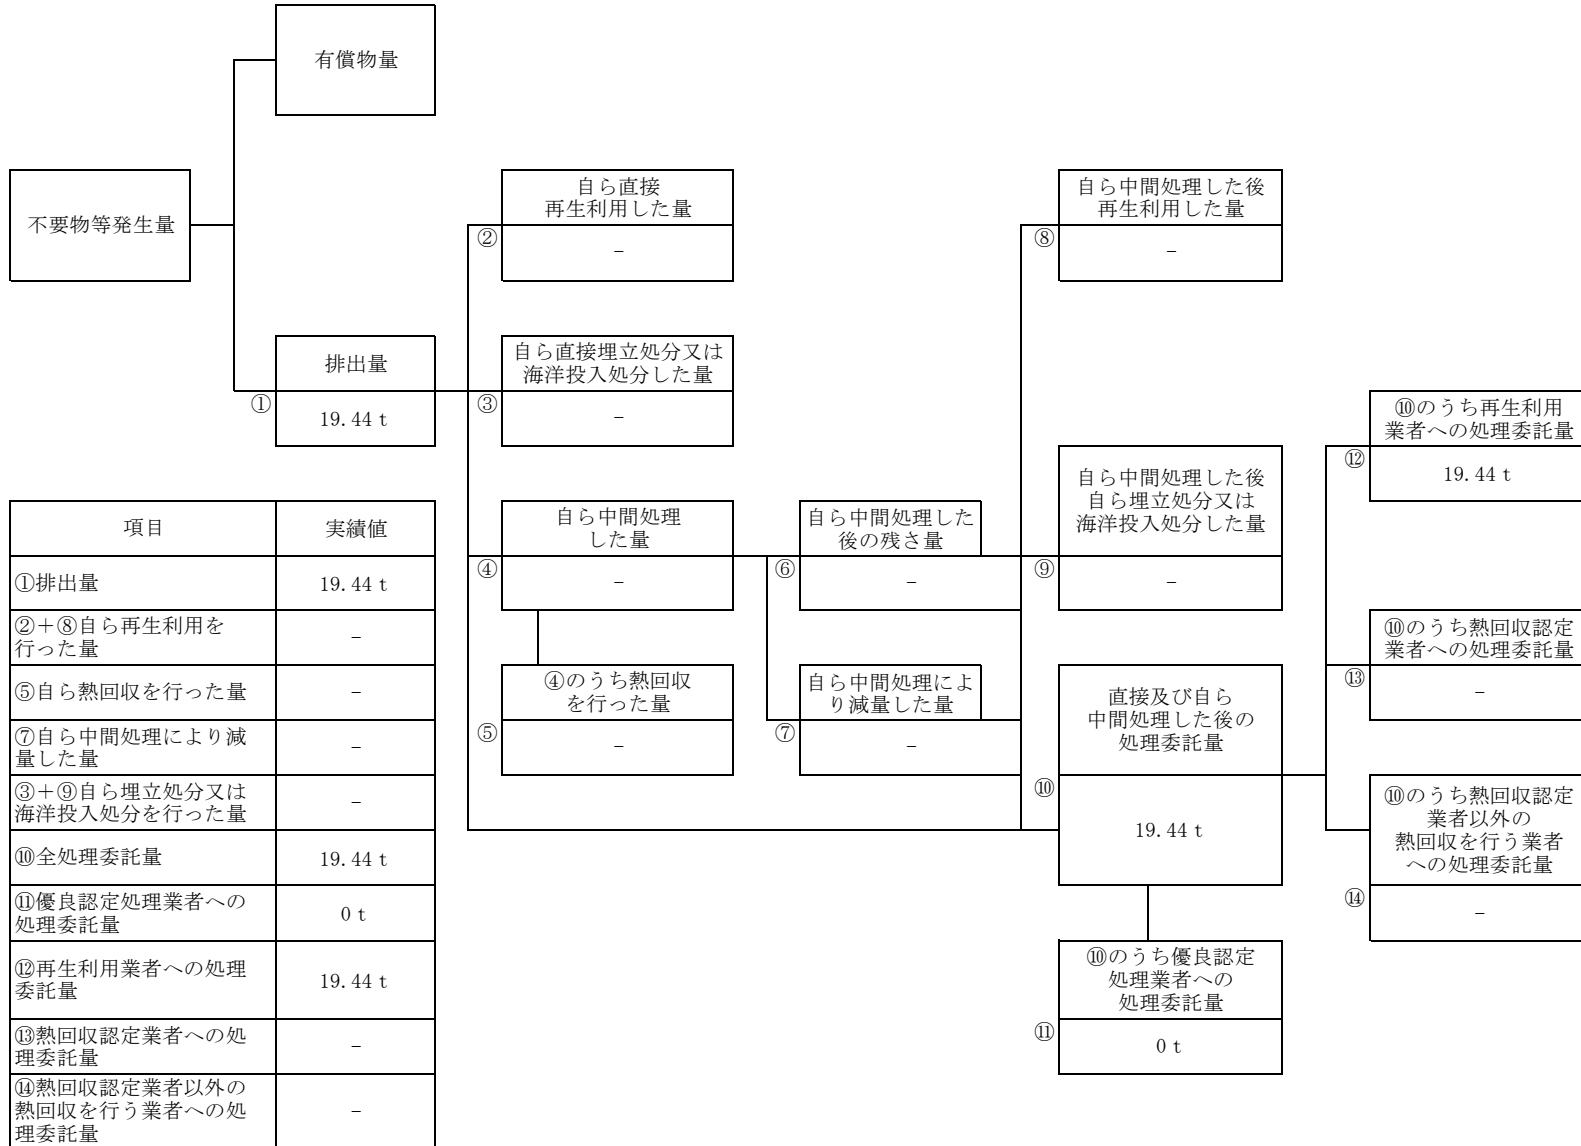 有償物量
不要物等発生量
自ら直接
再生利用した量
②
－
自ら中間処理した後
再生利用した量
⑧
－
排出量
①
19.44 t
自ら直接埋立処分又は
海洋投入処分した量
③
－
⑩のうち再生利用
業者への処理委託量
⑫
19.44 t
自ら中間処理
した量
④
－
自ら中間処理した
後の残さ量
⑥
－
自ら中間処理した後
自ら埋立処分又は
海洋投入処分した量
⑨
－
⑩のうち熱回収認定
業者への処理委託量
⑬
－
④のうち熱回収
を行った量
⑤
－
自ら中間処理によ
り減量した量
⑦
－
直接及び自ら
中間処理した後の
処理委託量
⑩
19.44 t
⑩のうち熱回収認定
業者以外の
熱回収を行う業者
への処理委託量
⑭
－
⑩のうち優良認定
処理業者への
処理委託量
⑪
0 t
項目 実績値
①排出量 19.44 t
②＋⑧自ら再生利用を
行った量 －
⑤自ら熱回収を行った量 －
⑦自ら中間処理により減
量した量 －
③＋⑨自ら埋立処分又は
海洋投入処分を行った量 －
⑩全処理委託量 19.44 t
⑪優良認定処理業者への
処理委託量 0 t
⑫再生利用業者への処理
委託量 19.44 t
⑬熱回収認定業者への処
理委託量 －
⑭熱回収認定業者以外の
熱回収を行う業者への処
理委託量 －